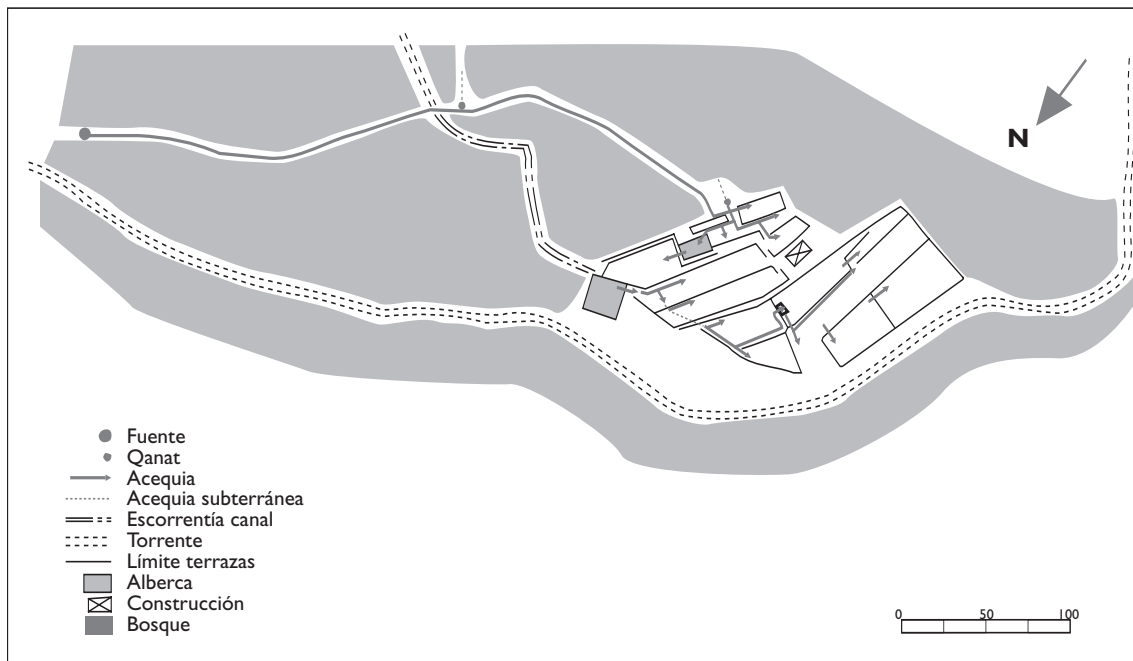 N
Fuente
Qanat
Acequia
Acequia subterránea
Escorrentía canal
Torrente
Límite terrazas
Alberca
Construcción
Bosque
0 50 100